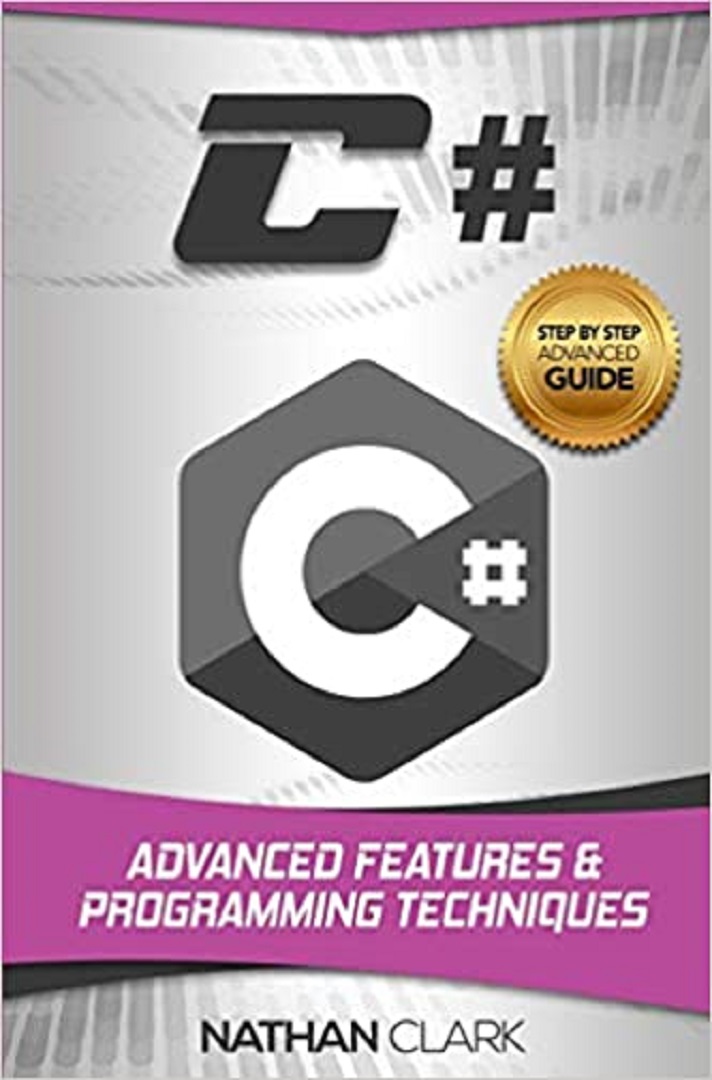 C#
STEP BY STEP
ADVANCED
GUIDE
C#
ADVANCED FEATURES &
PROGRAMMING TECHNIQUES
NATHAN CLARK